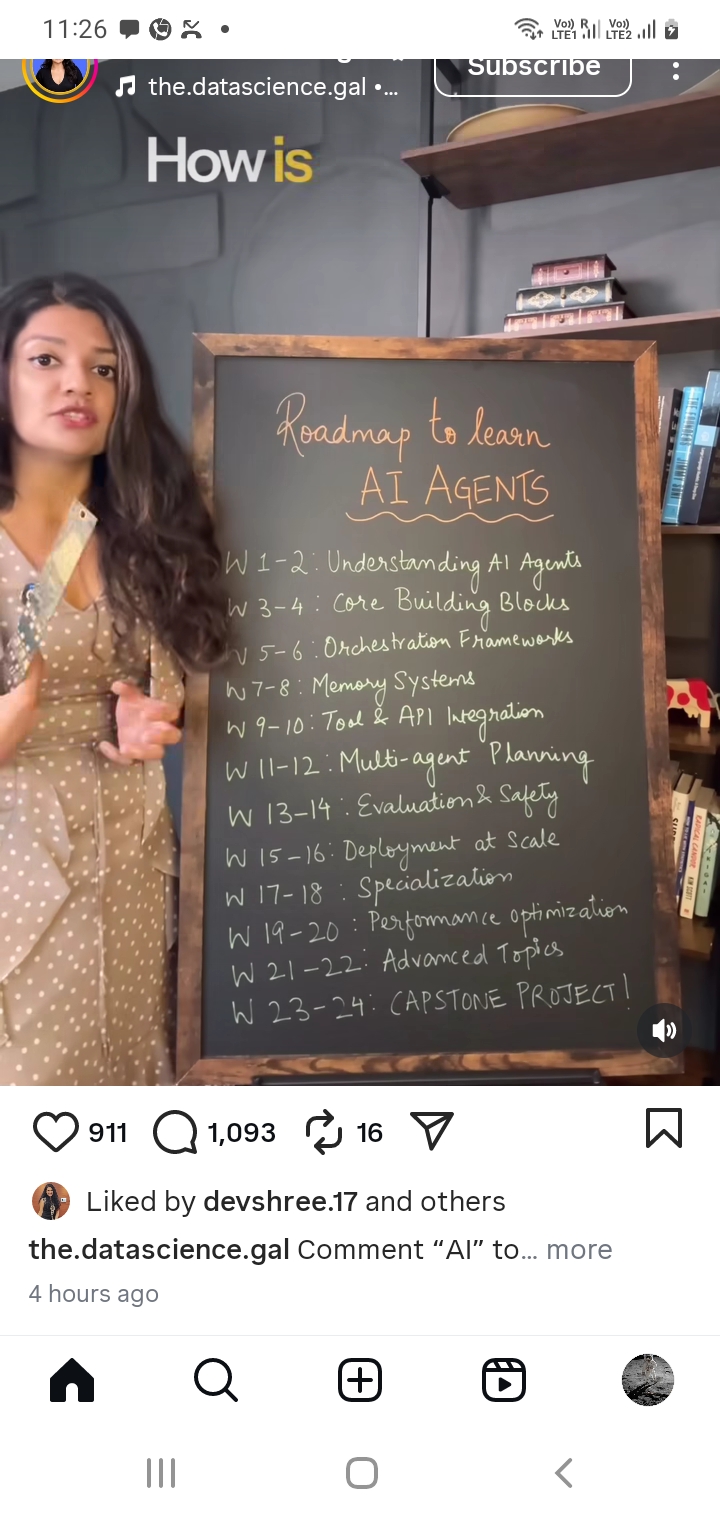 11:26
Vo)) R
LTE1
Vo))
LTE2
the.datascience.gal •...
Subscribe
How is
Roadmap to learn
AI AGENTS
W 1-2: Understanding AI Agents
W 3-4: Core Building Blocks
W 5-6: Orchestration Frameworks
W 7-8: Memory Systems
W 9-10: Tool & API Integration
W 11-12: Multi-agent Planning
W 13-14: Evaluation & Safety
W 15-16: Deployment at Scale
W 17-18: Specialization
W 19-20: Performance optimization
W 21-22: Advanced Topics
W 23-24: CAPSTONE PROJECT!
RADICAL CANDOR
IKIGAI
911
1,093
16
Liked by devshree.17 and others
the.datascience.gal Comment “AI” to... more
4 hours ago